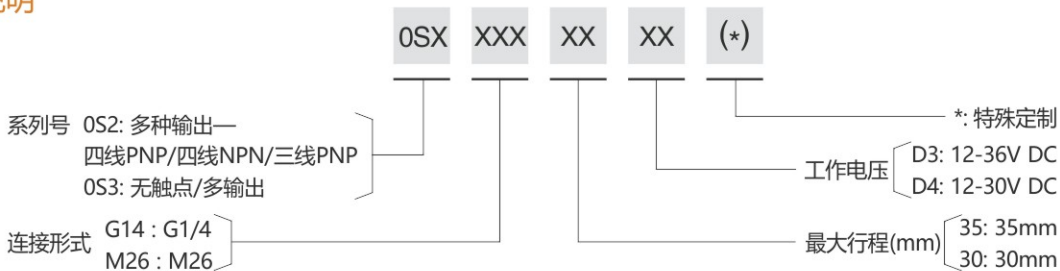 0SX XXX XX XX (*)
系列号 0S2: 多种输出—
四线PNP/四线NPN/三线PNP
0S3: 无触点/多输出
连接形式 G14 : G1/4
M26 : M26
*: 特殊定制
工作电压 D3: 12-36V DC
D4: 12-30V DC
最大行程(mm) 35: 35mm
30: 30mm